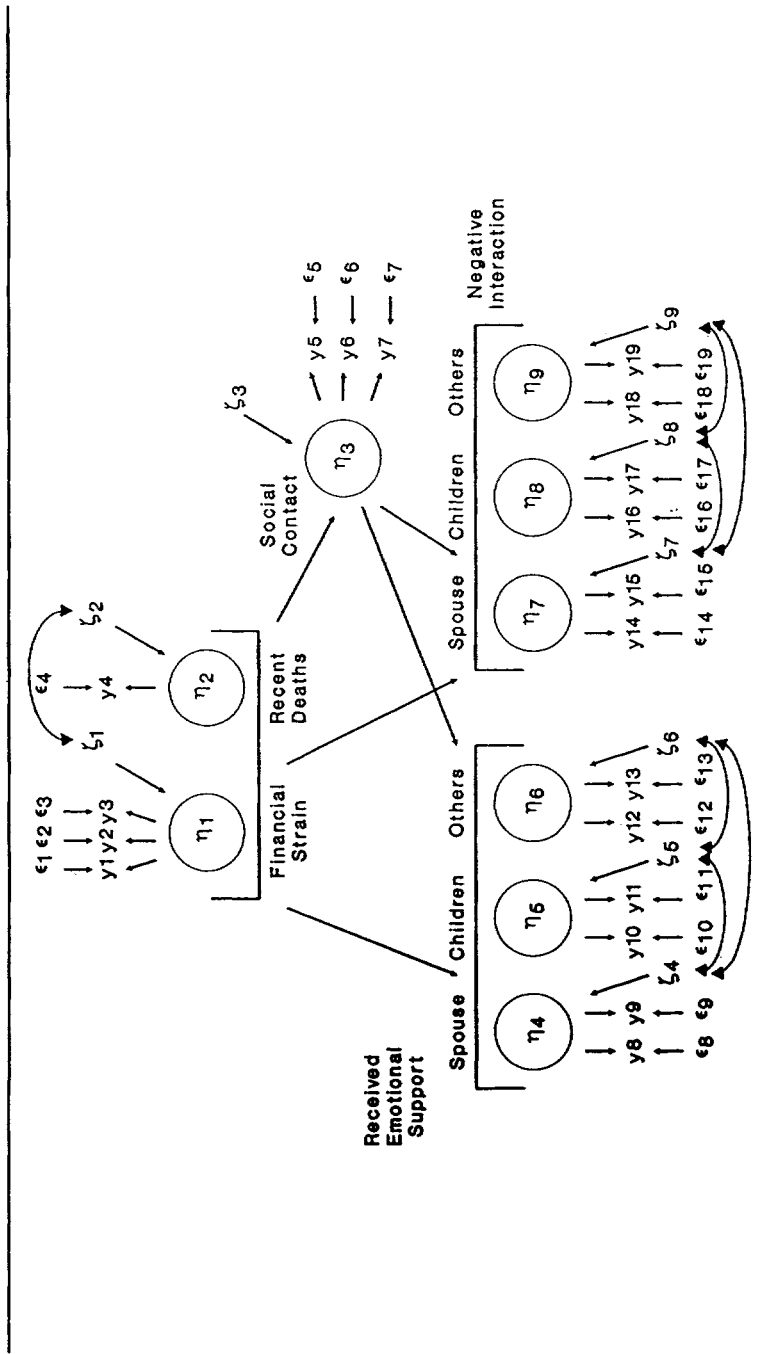 ϵ1 ϵ2 ϵ3
ϵ4
y1 y2 y3
ζ1
y4
ζ2
η1
η2
Financial
Strain
Recent
Deaths
Social
Contact
ζ3
η3
y5
ϵ5
y6
ϵ6
y7
ϵ7
Received
Emotional
Support
Spouse
Children
Others
η4
η5
η6
y8 y9
y10 y11
y12 y13
ζ4
ζ5
ζ6
ϵ8 ϵ9
ϵ10 ϵ11
ϵ12 ϵ13
Negative
Interaction
Spouse
Children
Others
η7
η8
η9
y14 y15
y16 y17
y18 y19
ζ7
ζ8
ζ9
ϵ14 ϵ15
ϵ16 ϵ17
ϵ18 ϵ19